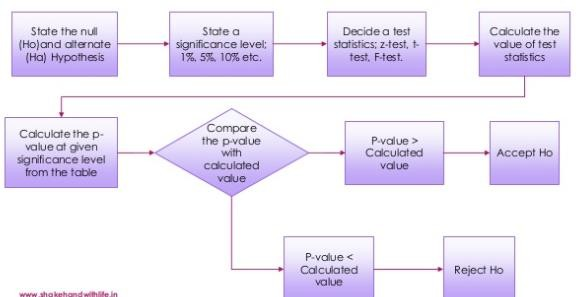 State the null
(Ho)and alternate
(Ha) Hypothesis
State a
significance level;
1%, 5%, 10% etc.
Decide a test
statistics; z-test, t-
test, F-test.
Calculate the
value of test
statistics
Calculate the p-
value at given
significance level
from the table
Compare
the p-value
with
calculated
value
P-value >
Calculated
value
Accept Ho
P-value <
Calculated
value
Reject Ho
www.shakehandwithlife.in